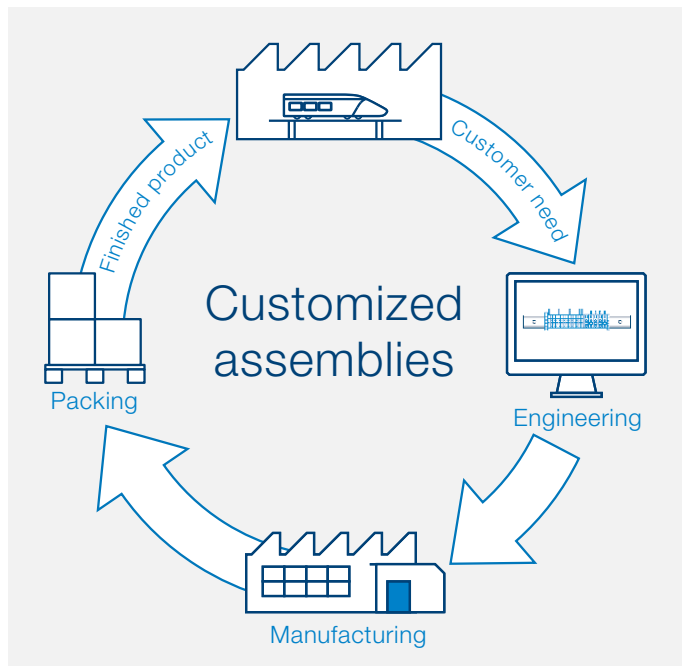 Customer need
Finished product
Customized
assemblies
Packing
Engineering
Manufacturing